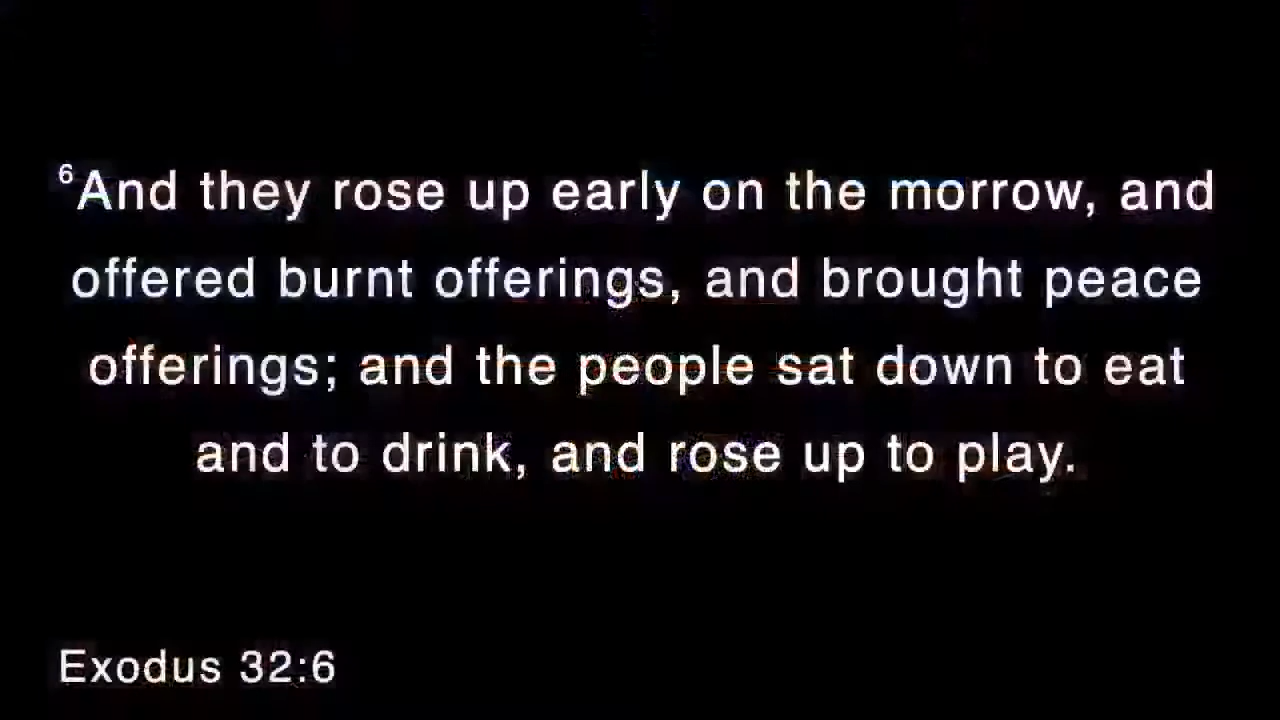 ⁶And they rose up early on the morrow, and
offered burnt offerings, and brought peace
offerings; and the people sat down to eat
and to drink, and rose up to play.
Exodus 32:6